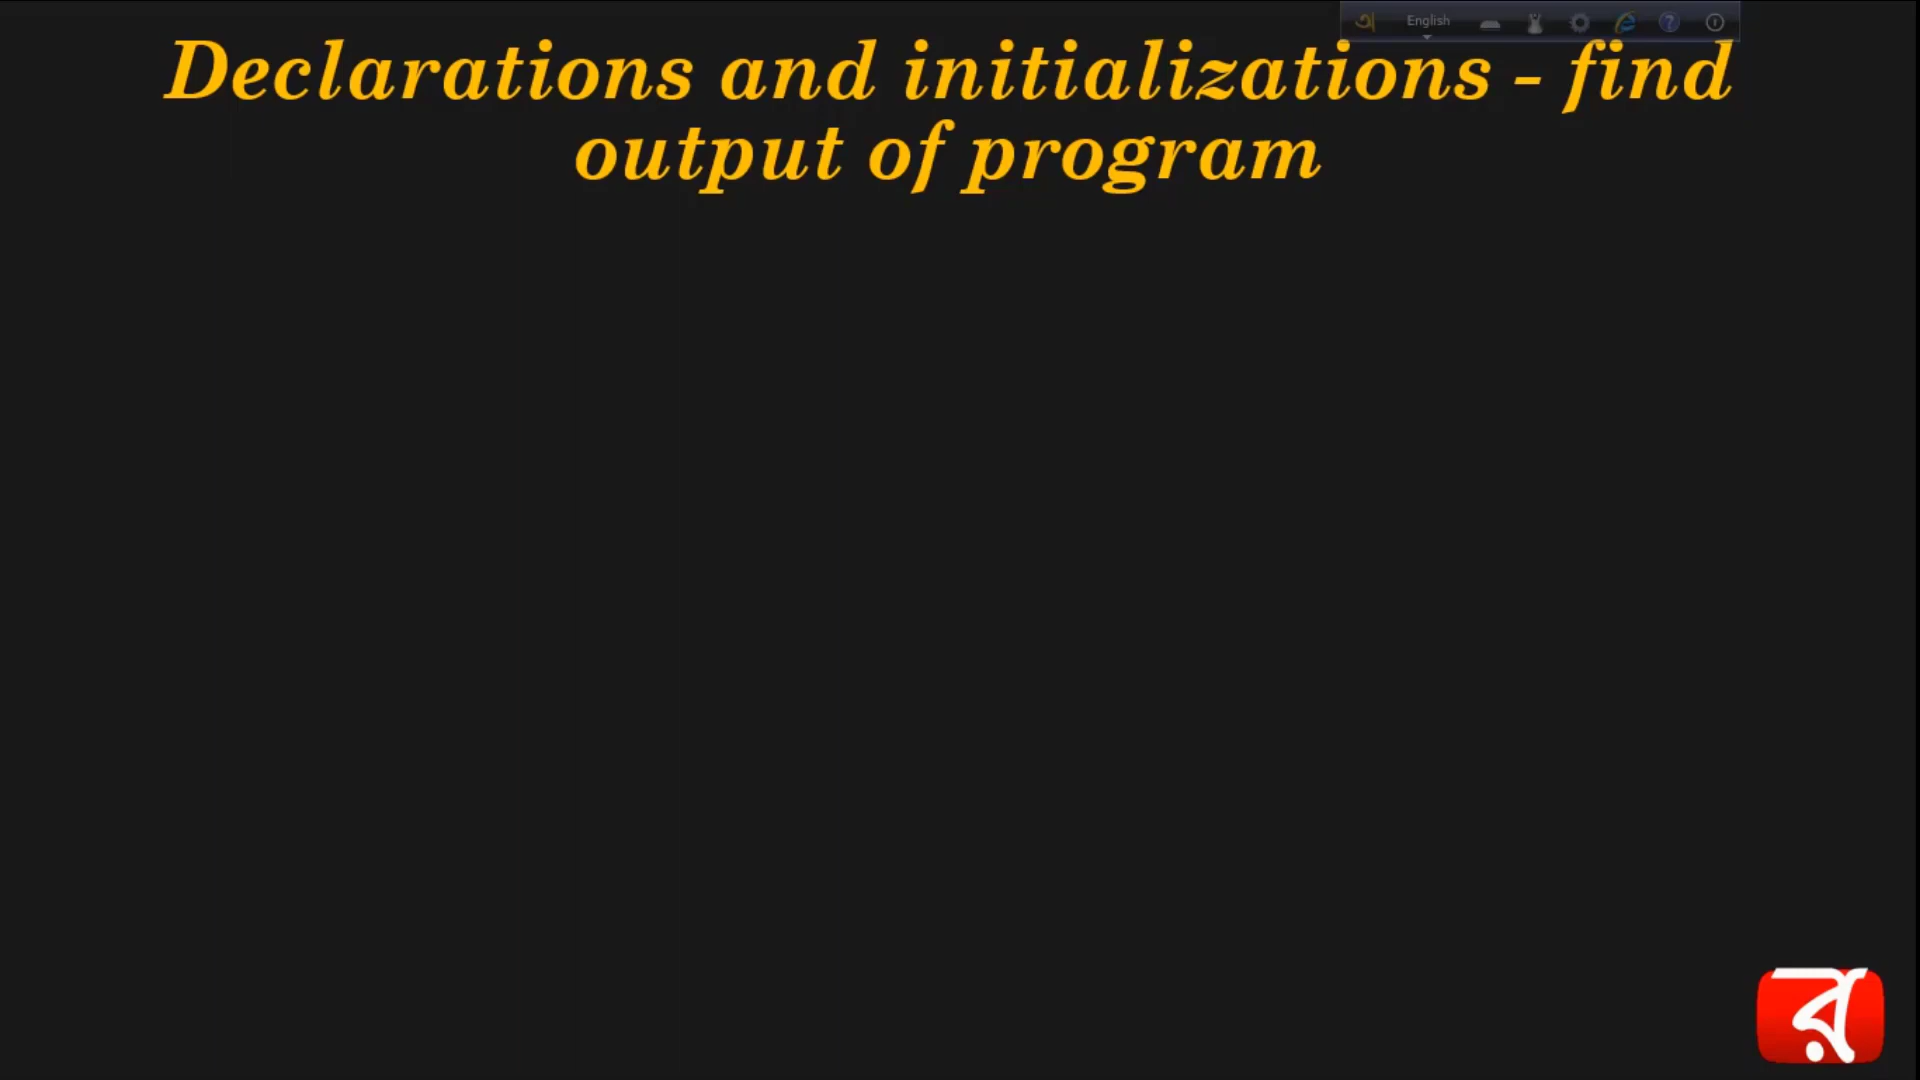 অ English
Declarations and initializations - find
output of program
র